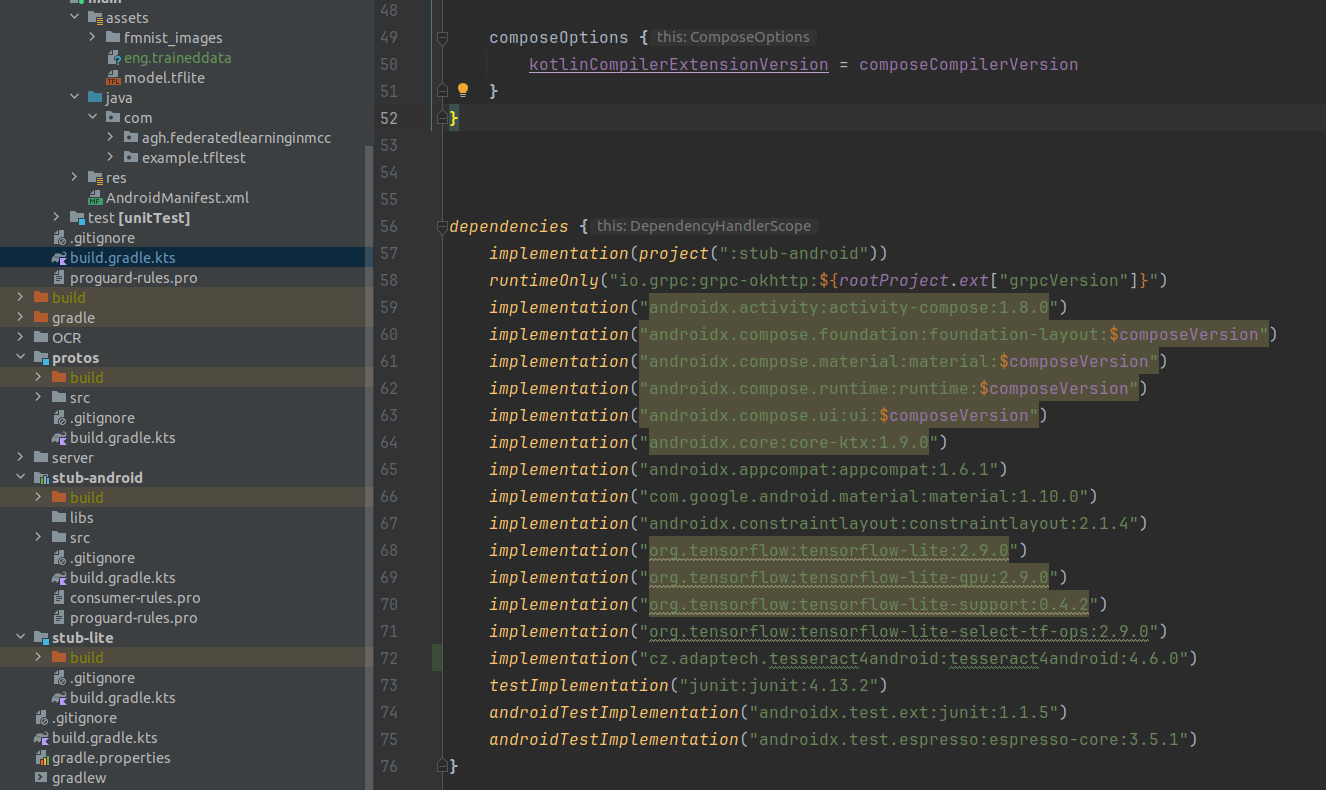 main
assets
fmnist_images
eng.traineddata
model.tflite
java
com
agh.federatedlearninginmcc
example.tfltest
res
AndroidManifest.xml
test [unitTest]
.gitignore
build.gradle.kts
proguard-rules.pro
build
gradle
OCR
protos
build
src
.gitignore
build.gradle.kts
server
stub-android
build
libs
src
.gitignore
build.gradle.kts
consumer-rules.pro
proguard-rules.pro
stub-lite
build
.gitignore
build.gradle.kts
.gitignore
build.gradle.kts
gradle.properties
gradlew
48
49 composeOptions { this: ComposeOptions
50 kotlinCompilerExtensionVersion = composeCompilerVersion
51 }
52 }
53
54
55
56 dependencies { this: DependencyHandlerScope
57 implementation(project(":stub-android"))
58 runtimeOnly("io.grpc:grpc-okhttp:${rootProject.ext["grpcVersion"]}")
59 implementation("androidx.activity:activity-compose:1.8.0")
60 implementation("androidx.compose.foundation:foundation-layout:$composeVersion")
61 implementation("androidx.compose.material:material:$composeVersion")
62 implementation("androidx.compose.runtime:runtime:$composeVersion")
63 implementation("androidx.compose.ui:ui:$composeVersion")
64 implementation("androidx.core:core-ktx:1.9.0")
65 implementation("androidx.appcompat:appcompat:1.6.1")
66 implementation("com.google.android.material:material:1.10.0")
67 implementation("androidx.constraintlayout:constraintlayout:2.1.4")
68 implementation("org.tensorflow:tensorflow-lite:2.9.0")
69 implementation("org.tensorflow:tensorflow-lite-gpu:2.9.0")
70 implementation("org.tensorflow:tensorflow-lite-support:0.4.2")
71 implementation("org.tensorflow:tensorflow-lite-select-tf-ops:2.9.0")
72 implementation("cz.adaptech.tesseract4android:tesseract4android:4.6.0")
73 testImplementation("junit:junit:4.13.2")
74 androidTestImplementation("androidx.test.ext:junit:1.1.5")
75 androidTestImplementation("androidx.test.espresso:espresso-core:3.5.1")
76 }